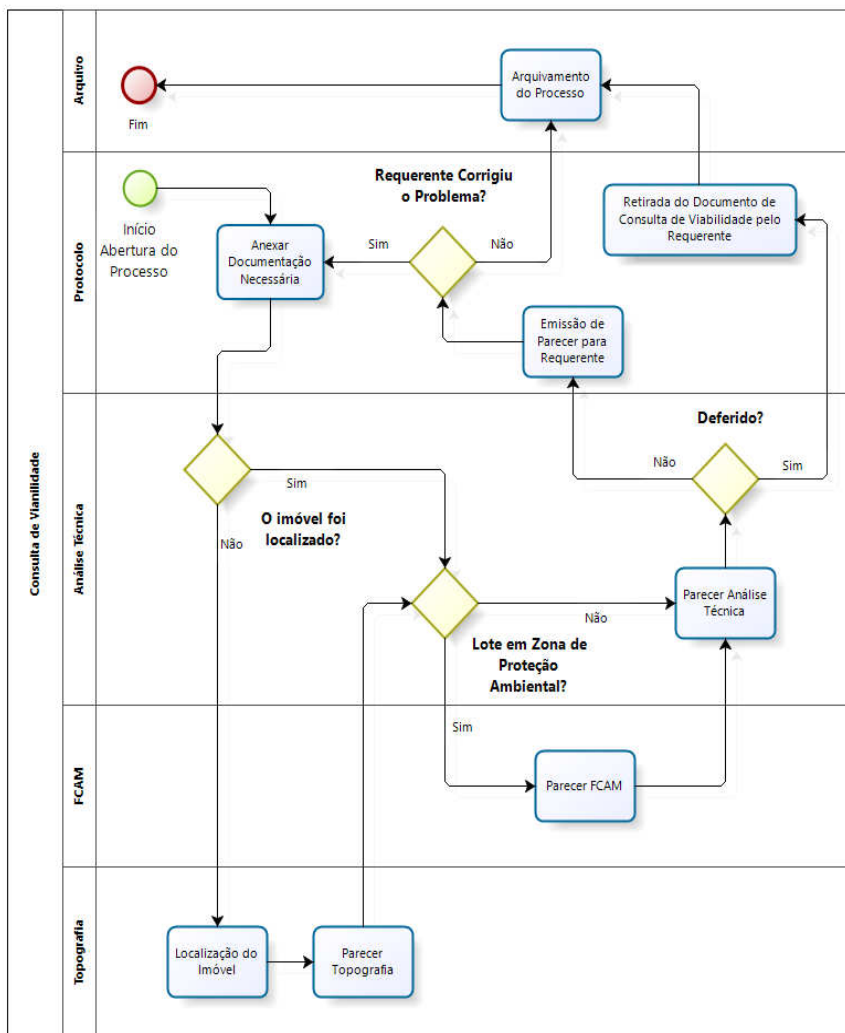 Consulta de Vianilidade
Arquivo
Fim
Arquivamento
do Processo
Protocolo
Início
Abertura do
Processo
Anexar
Documentação
Necessária
Requerente Corrigiu
o Problema?
Sim
Não
Retirada do Documento de
Consulta de Viabilidade pelo
Requerente
Emissão de
Parecer para
Requerente
Análise Técnica
Deferido?
Não
Sim
Sim
O imóvel foi
localizado?
Não
Parecer Análise
Técnica
Não
Lote em Zona de
Proteção
Ambiental?
FCAM
Sim
Parecer FCAM
Topografia
Localização do
Imóvel
Parecer
Topografia